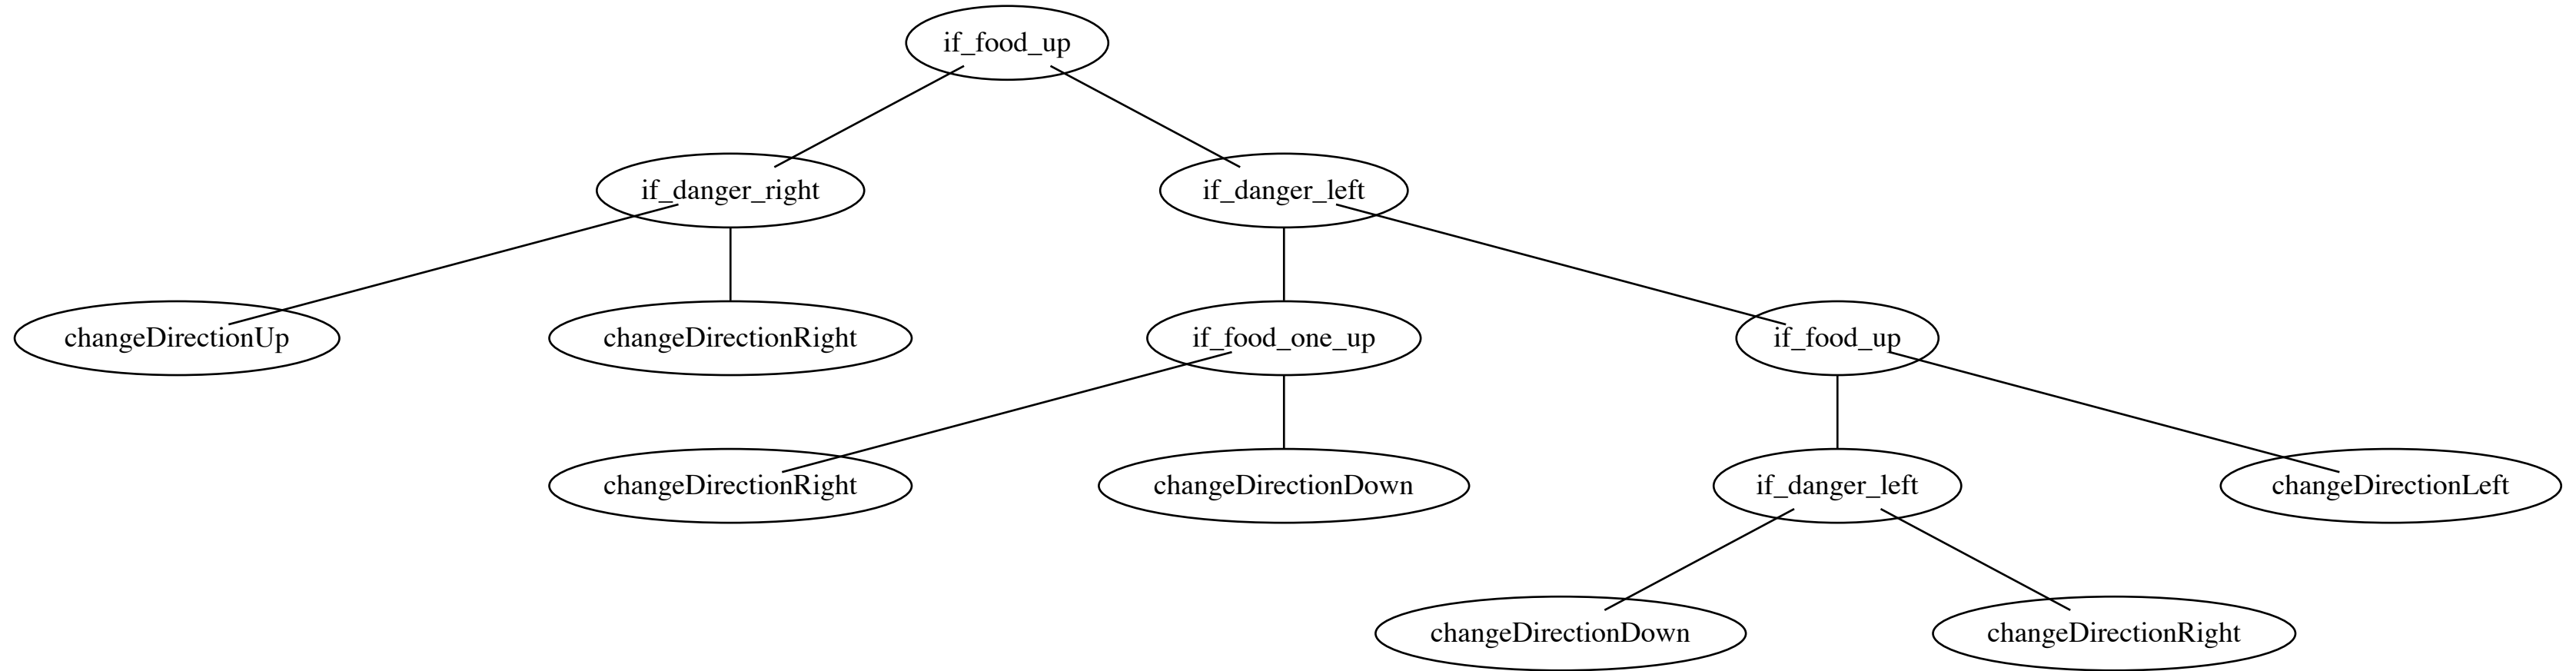 if_food_up
if_danger_right
if_danger_left
changeDirectionUp
changeDirectionRight
if_food_one_up
if_food_up
changeDirectionRight
changeDirectionDown
if_danger_left
changeDirectionLeft
changeDirectionDown
changeDirectionRight